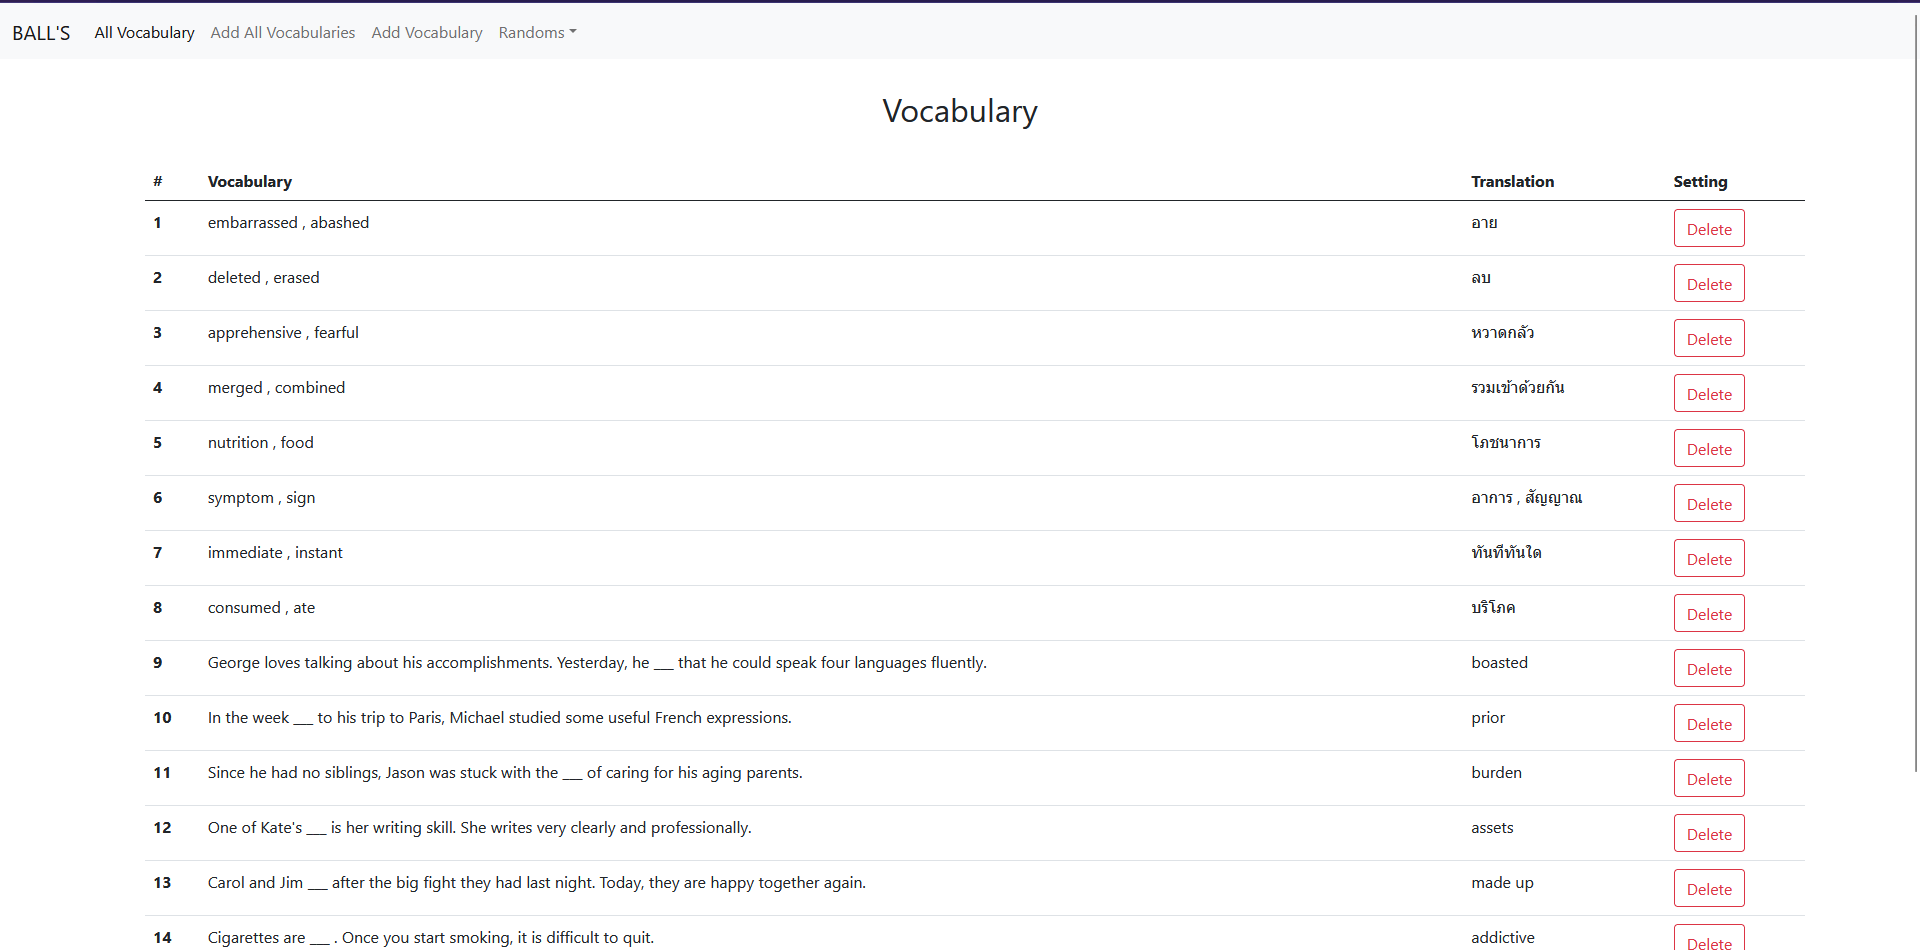 BALL'S All Vocabulary Add All Vocabularies Add Vocabulary Randoms
Vocabulary
# Vocabulary Translation Setting
1 embarrassed , abashed อาย Delete
2 deleted , erased ลบ Delete
3 apprehensive , fearful หวาดกลัว Delete
4 merged , combined รวมเข้าด้วยกัน Delete
5 nutrition , food โภชนาการ Delete
6 symptom , sign อาการ , สัญญาณ Delete
7 immediate , instant ทันทีทันใด Delete
8 consumed , ate บริโภค Delete
9 George loves talking about his accomplishments. Yesterday, he ___ that he could speak four languages fluently. boasted Delete
10 In the week ___ to his trip to Paris, Michael studied some useful French expressions. prior Delete
11 Since he had no siblings, Jason was stuck with the ___ of caring for his aging parents. burden Delete
12 One of Kate's ___ is her writing skill. She writes very clearly and professionally. assets Delete
13 Carol and Jim ___ after the big fight they had last night. Today, they are happy together again. made up Delete
14 Cigarettes are ___ . Once you start smoking, it is difficult to quit. addictive Delete